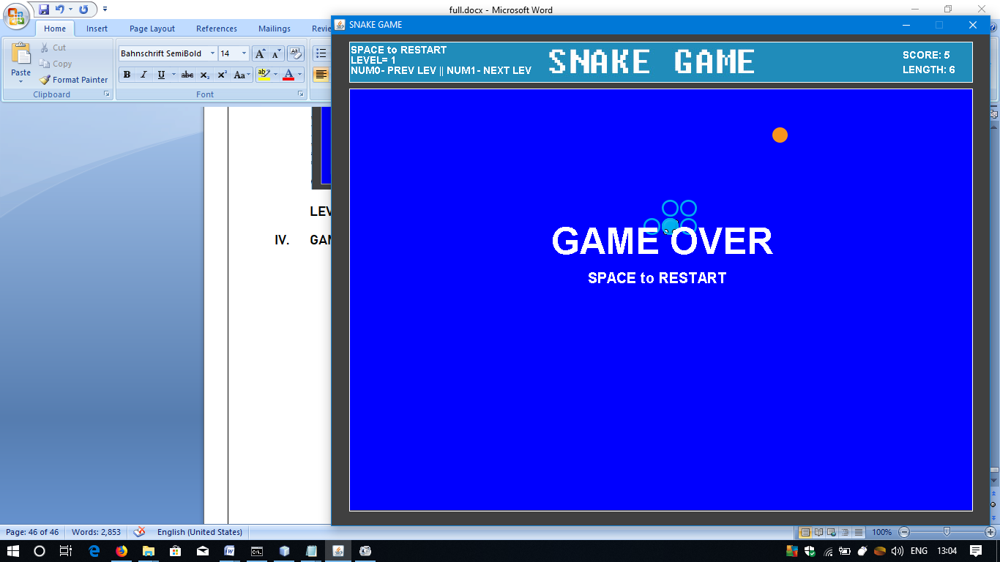 full.docx - Microsoft Word
Home Insert Page Layout References Mailings
Paste
Cut
Copy
Format Painter
Clipboard
Bahnschrift SemiBold 14
B I U abc X₂ X² Aa ab A
Font
SNAKE GAME
SPACE to RESTART
LEVEL= 1
NUM0- PREV LEV || NUM1- NEXT LEV
SNAKE GAME
SCORE: 5
LENGTH: 6
GAME OVER
SPACE to RESTART
LEV
IV. GAM
Page: 46 of 46 Words: 2,853 English (United States) 100%
ENG 13:04